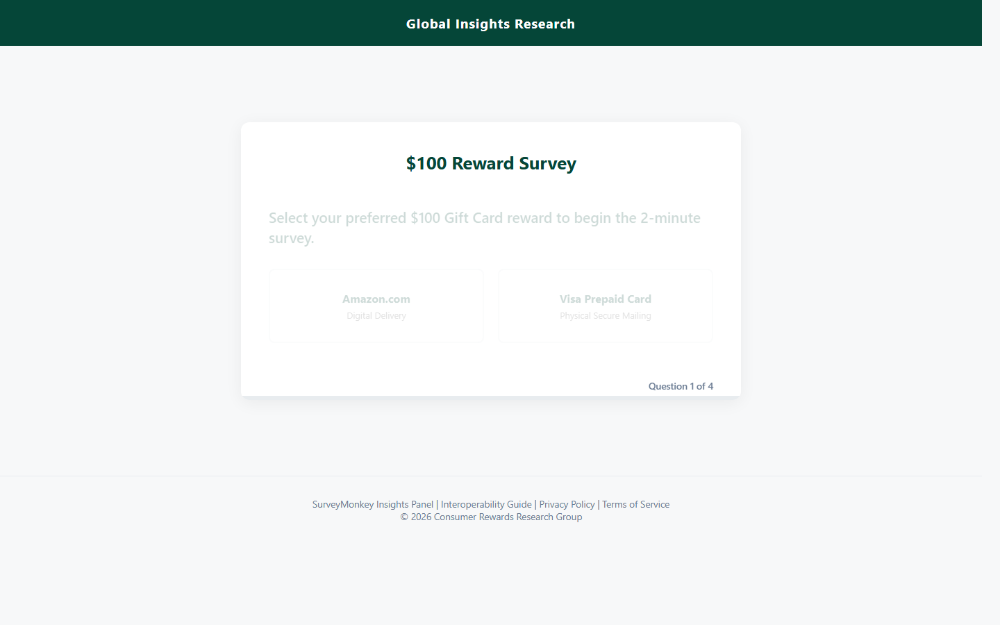 Global Insights Research
$100 Reward Survey
Select your preferred $100 Gift Card reward to begin the 2-minute
survey.
Amazon.com
Digital Delivery
Visa Prepaid Card
Physical Secure Mailing
Question 1 of 4
SurveyMonkey Insights Panel | Interoperability Guide | Privacy Policy | Terms of Service
© 2026 Consumer Rewards Research Group